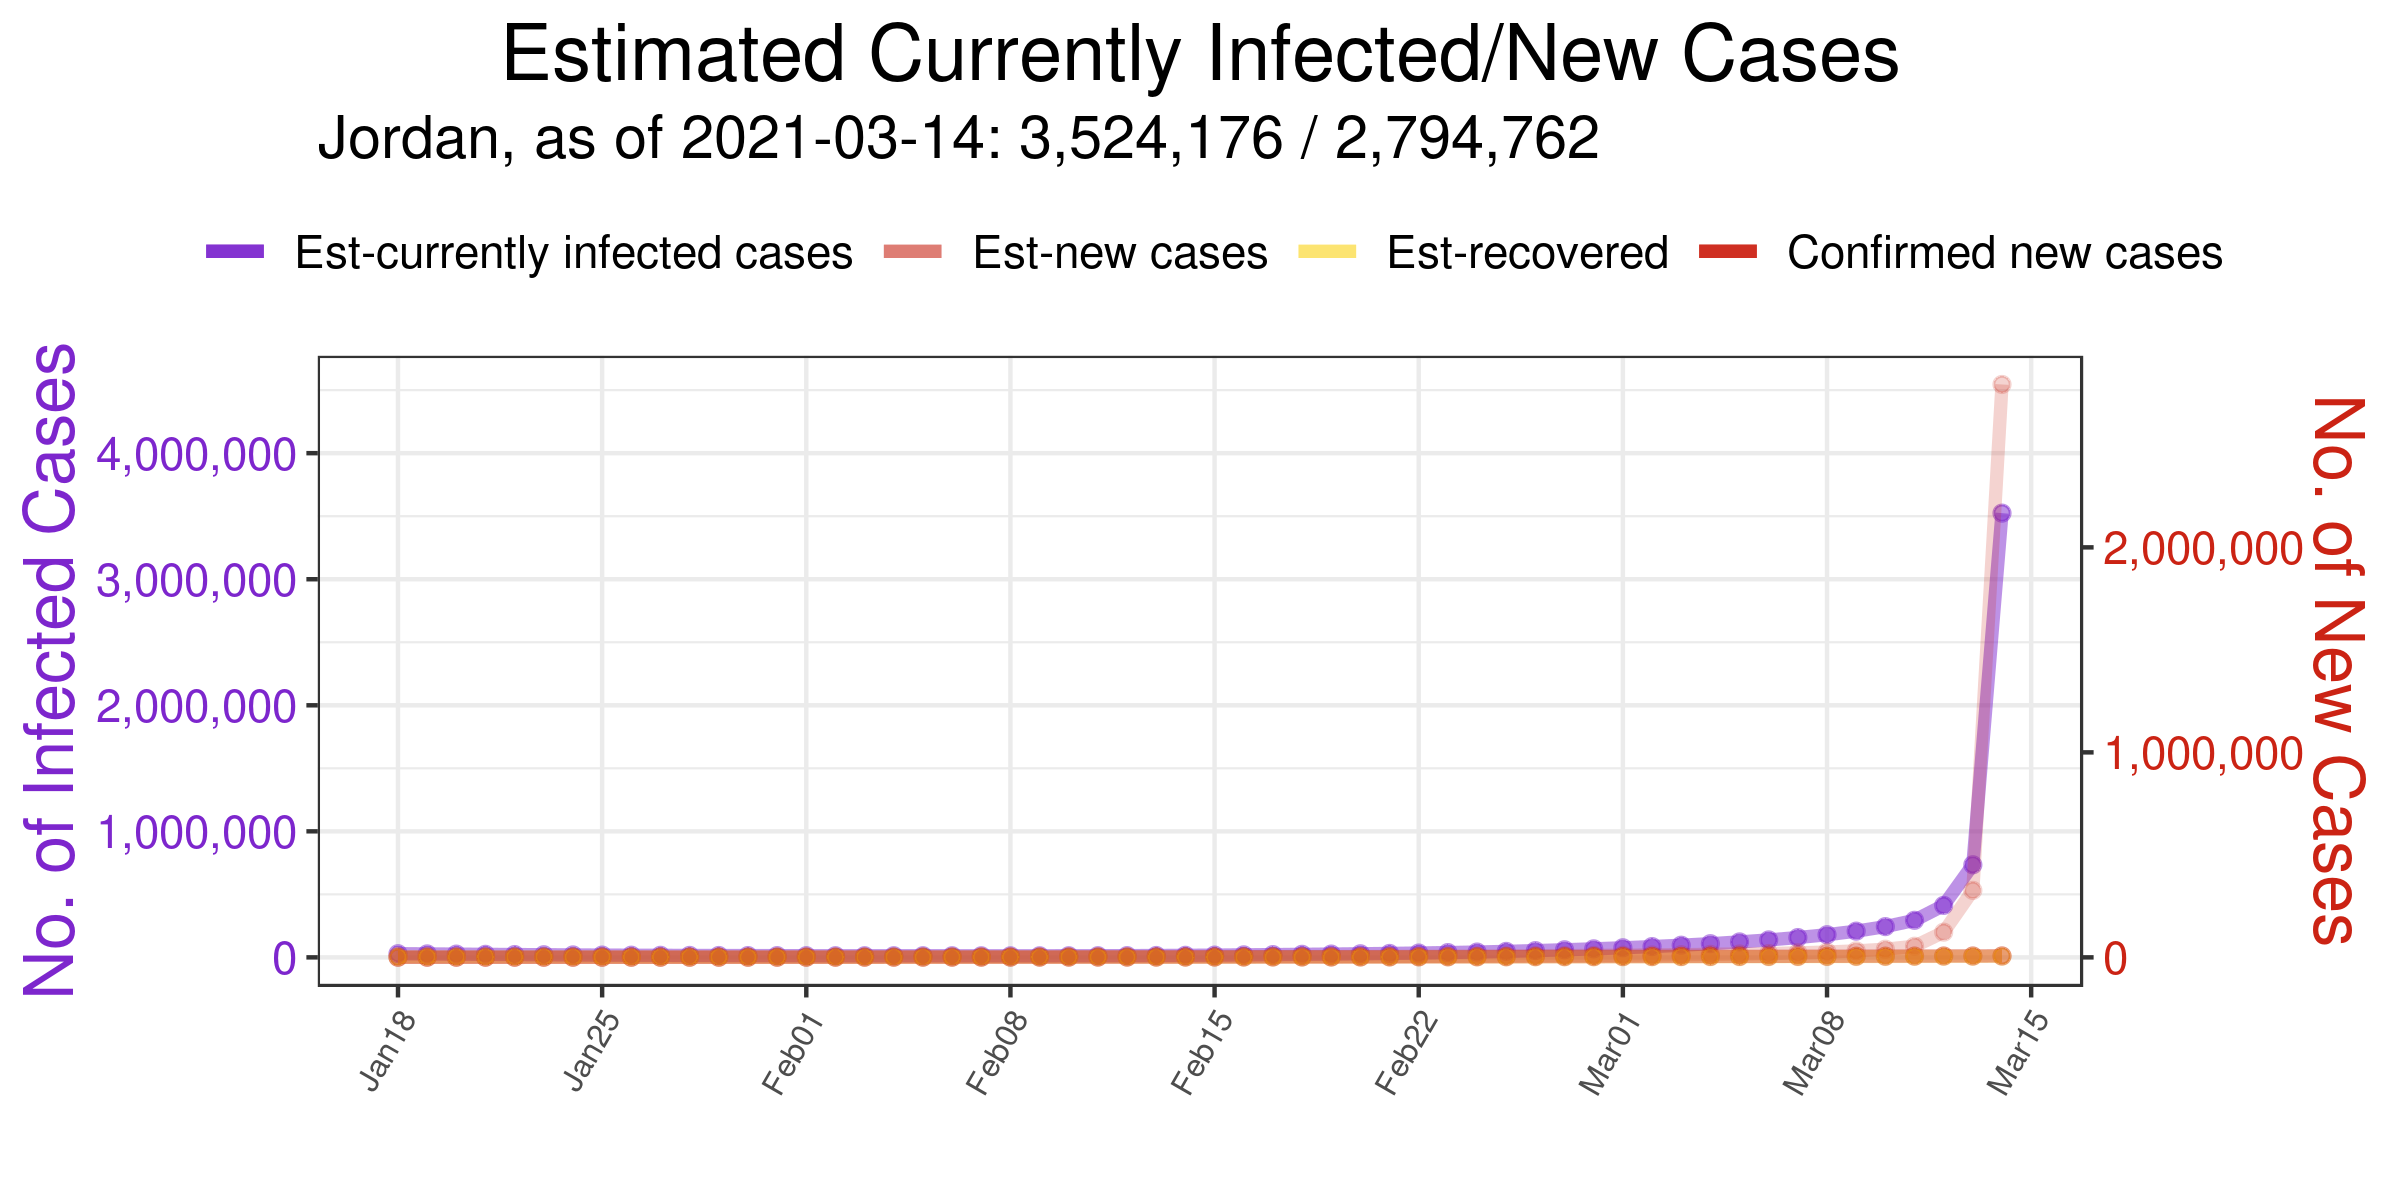 Estimated Currently Infected/New Cases
Jordan, as of 2021-03-14: 3,524,176 / 2,794,762
Est-currently infected cases Est-new cases Est-recovered Confirmed new cases
No. of Infected Cases
4,000,000
3,000,000
2,000,000
1,000,000
0
2,000,000
1,000,000
0
No. of New Cases
Jan18 Jan25 Feb01 Feb08 Feb15 Feb22 Mar01 Mar08 Mar15